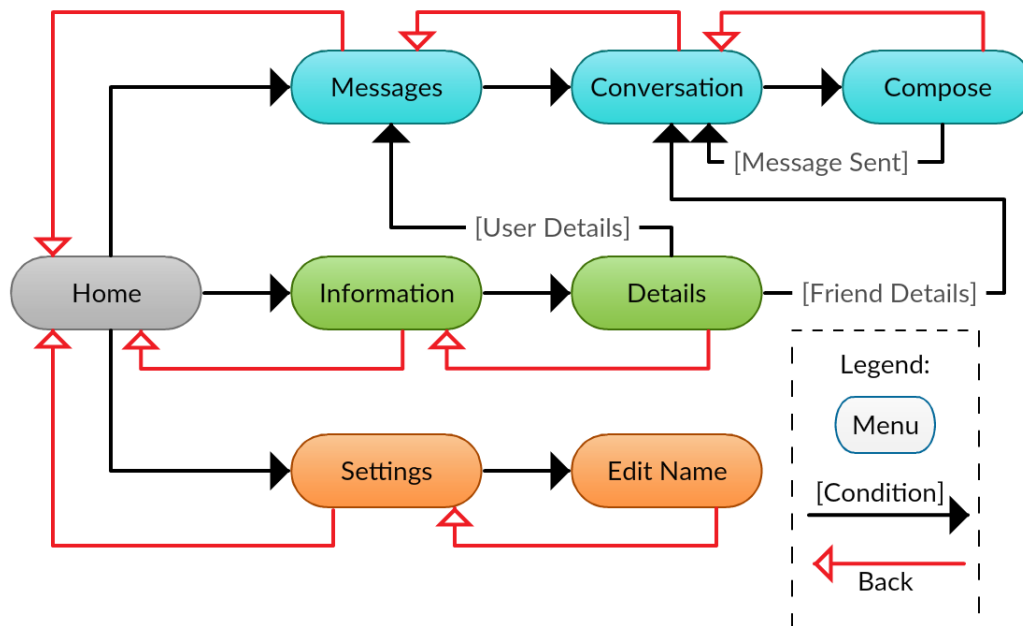 Messages
Conversation
Compose
[Message Sent]
[User Details]
Home
Information
Details
[Friend Details]
Legend:
Menu
Settings
Edit Name
[Condition]
Back